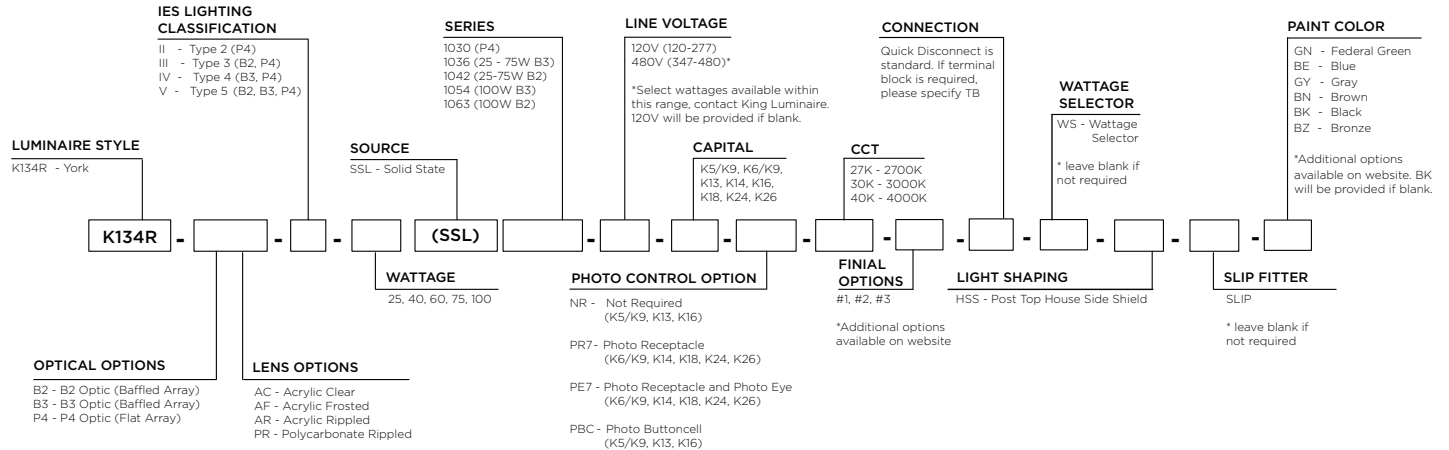 IES LIGHTING
CLASSIFICATION
II - Type 2 (P4)
III - Type 3 (B2, P4)
IV - Type 4 (B3, P4)
V - Type 5 (B2, B3, P4)
SERIES
1030 (P4)
1036 (25 - 75W B3)
1042 (25-75W B2)
1054 (100W B3)
1063 (100W B2)
LINE VOLTAGE
120V (120-277)
480V (347-480)*
*Select wattages available within
this range, contact King Luminaire.
120V will be provided if blank.
CONNECTION
Quick Disconnect is
standard. If terminal
block is required,
please specify TB
PAINT COLOR
GN - Federal Green
BE - Blue
GY - Gray
BN - Brown
BK - Black
BZ - Bronze
*Additional options
available on website. BK
will be provided if blank.
WATTAGE
SELECTOR
WS - Wattage
Selector
* leave blank if
not required
LUMINAIRE STYLE
K134R - York
SOURCE
SSL - Solid State
CAPITAL
K5/K9, K6/K9,
K13, K14, K16,
K18, K24, K26
CCT
27K - 2700K
30K - 3000K
40K - 4000K
K134R - - - (SSL) - - - - - - - - - -
WATTAGE
25, 40, 60, 75, 100
PHOTO CONTROL OPTION
NR - Not Required
(K5/K9, K13, K16)
PR7- Photo Receptacle
(K6/K9, K14, K18, K24, K26)
PE7 - Photo Receptacle and Photo Eye
(K6/K9, K14, K18, K24, K26)
PBC - Photo Buttoncell
(K5/K9, K13, K16)
FINIAL
OPTIONS
#1, #2, #3
*Additional options
available on website
LIGHT SHAPING
HSS - Post Top House Side Shield
SLIP FITTER
SLIP
* leave blank if
not required
OPTICAL OPTIONS
B2 - B2 Optic (Baffled Array)
B3 - B3 Optic (Baffled Array)
P4 - P4 Optic (Flat Array)
LENS OPTIONS
AC - Acrylic Clear
AF - Acrylic Frosted
AR - Acrylic Rippled
PR - Polycarbonate Rippled